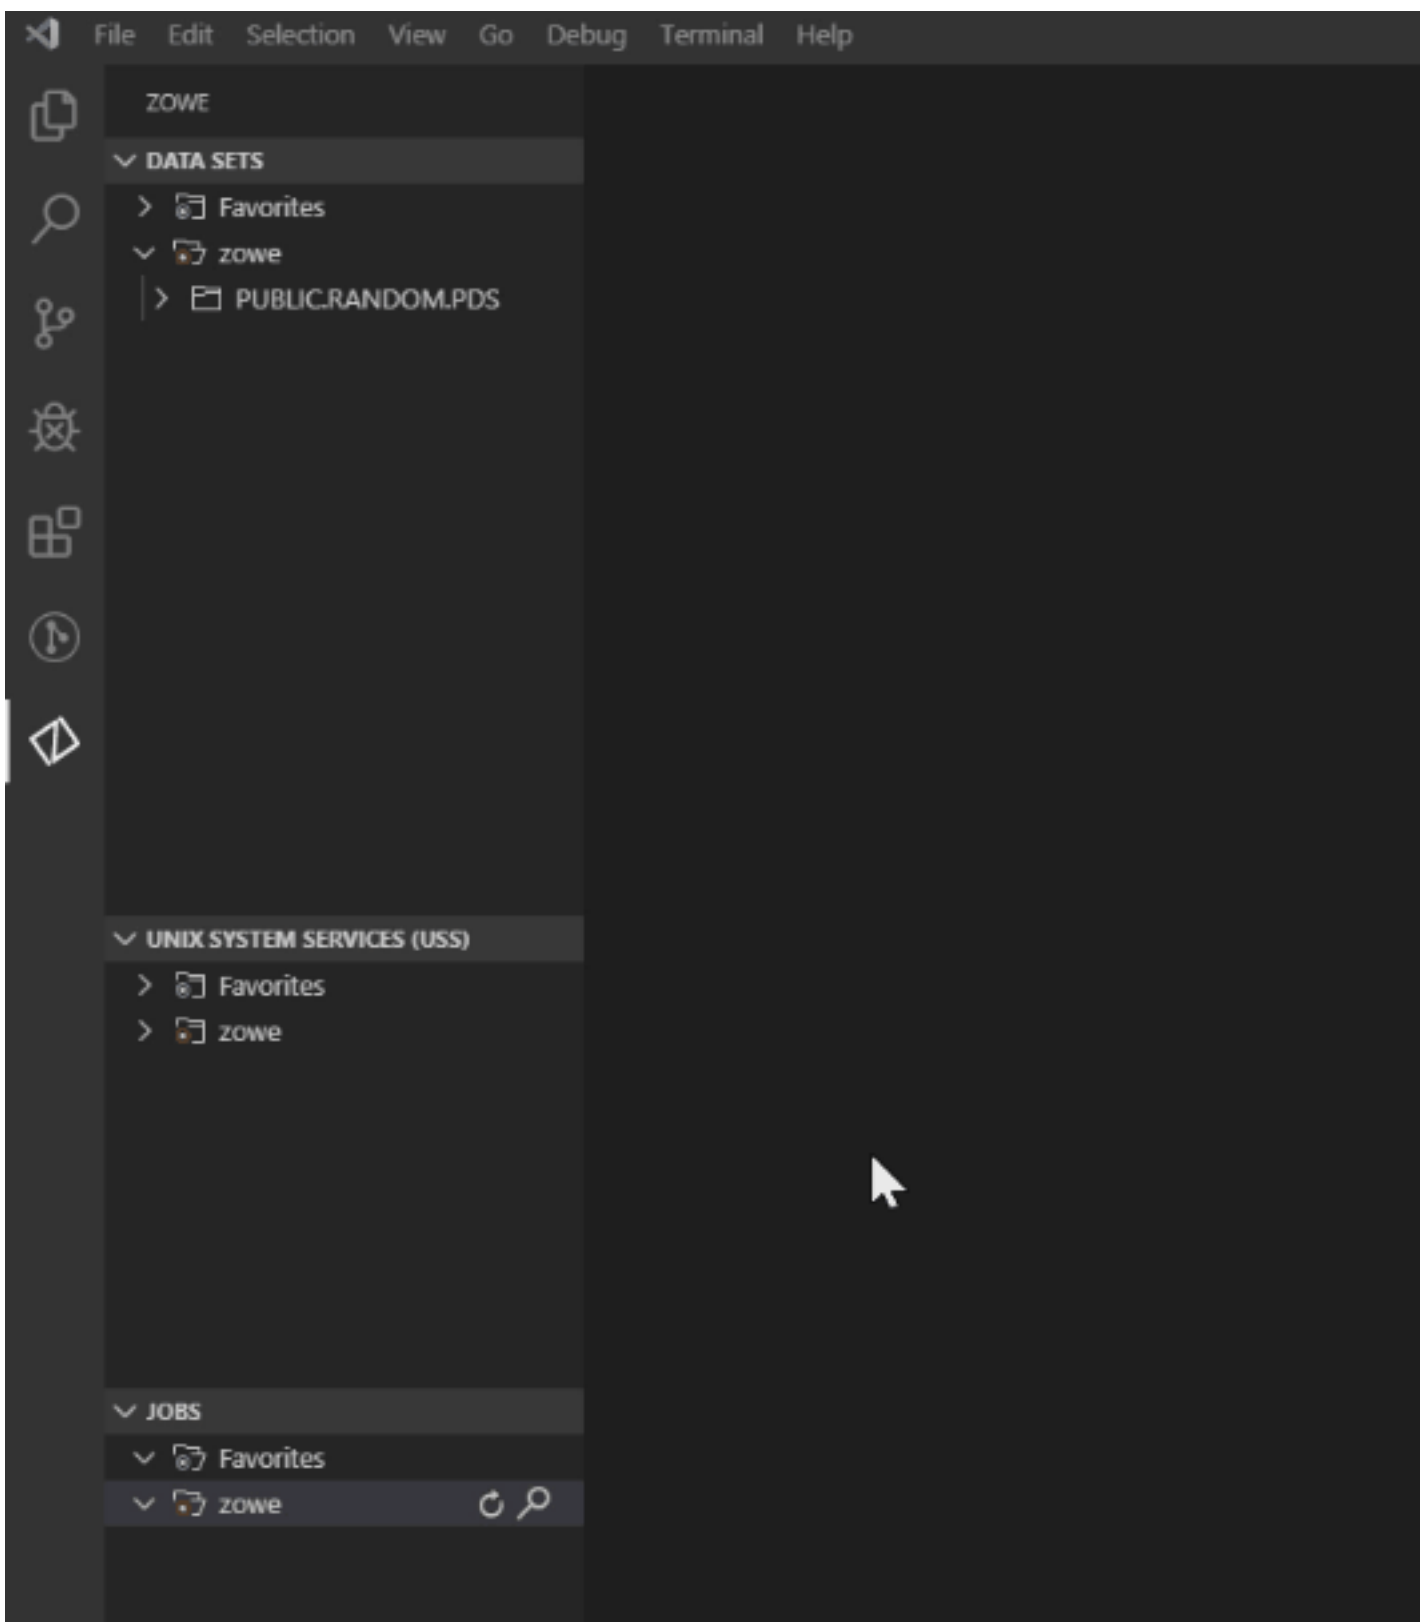 File Edit Selection View Go Debug Terminal Help
ZOWE
DATA SETS
Favorites
zowe
PUBLIC.RANDOM.PDS
UNIX SYSTEM SERVICES (USS)
Favorites
zowe
JOBS
Favorites
zowe